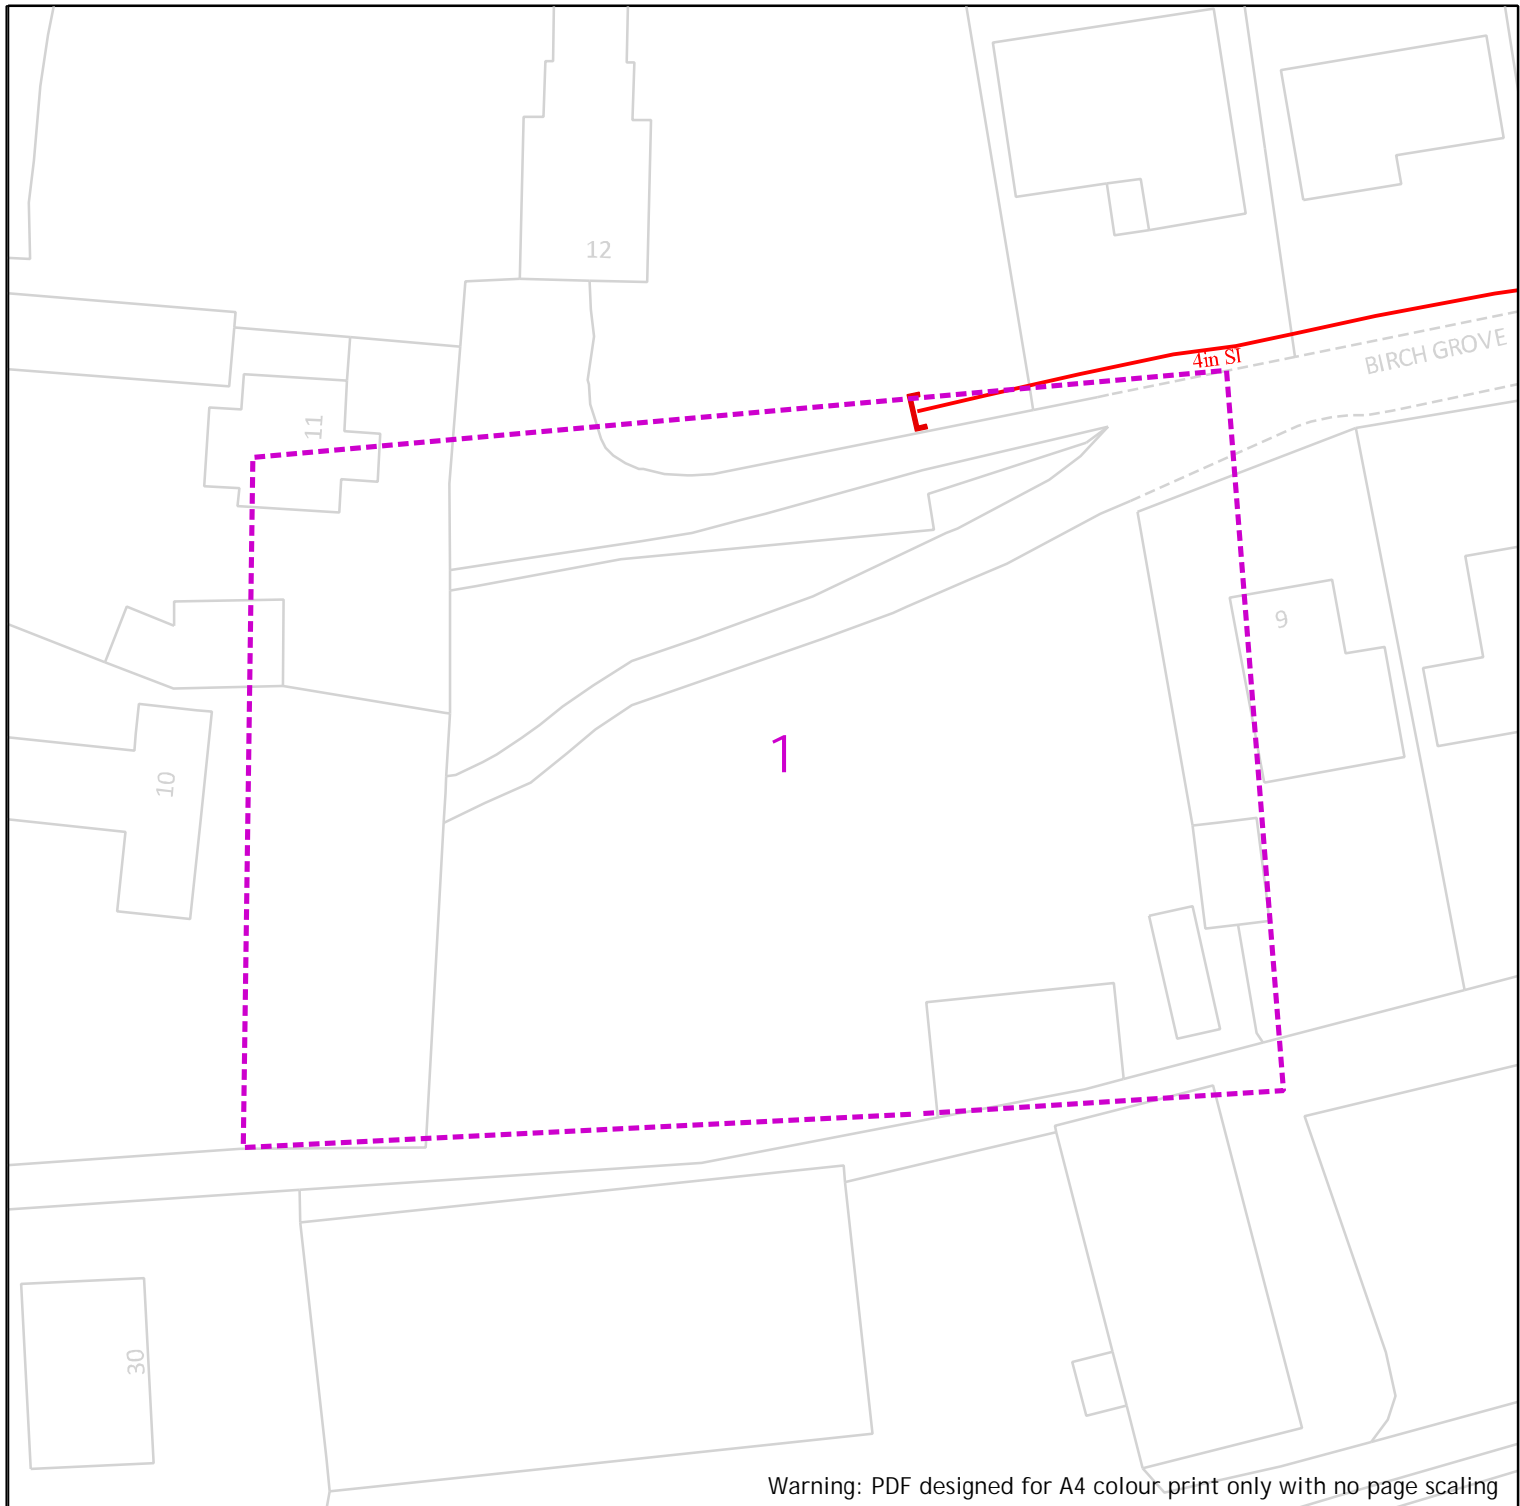 12
4in SI
BIRCH GROVE
11
9
1
10
30
Warning: PDF designed for A4 colour print only with no page scaling